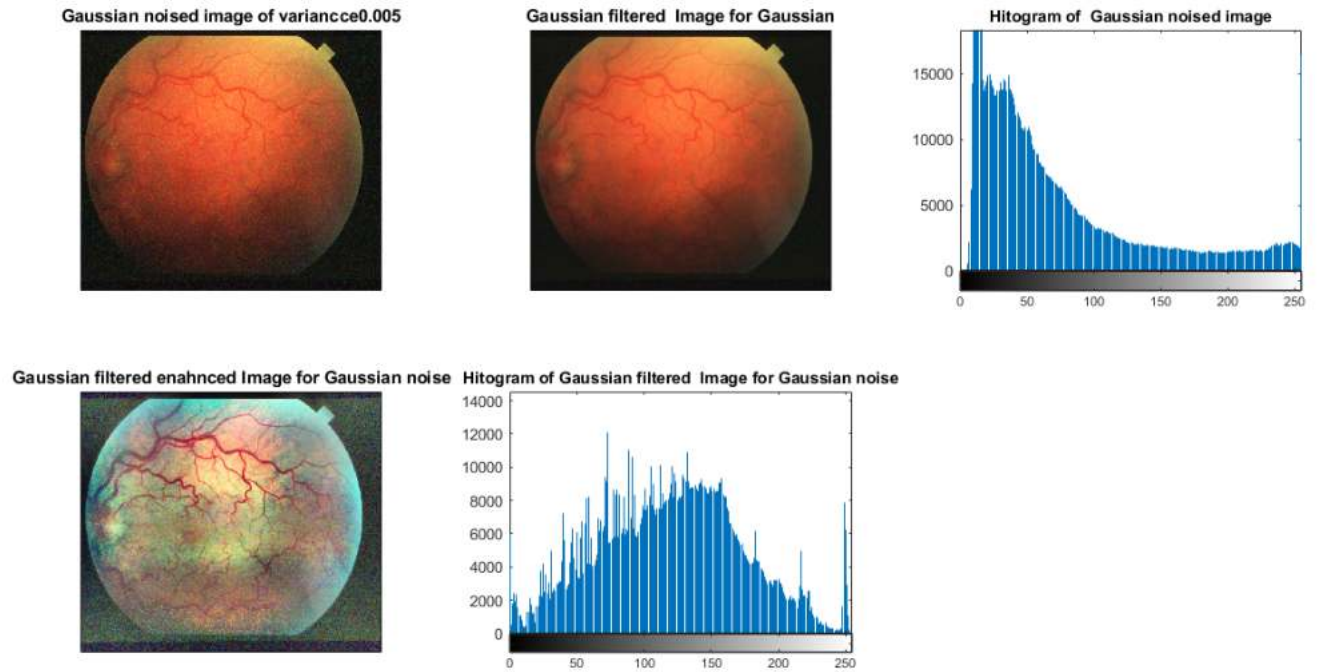 Gaussian noised image of variancce0.005
Gaussian filtered  Image for Gaussian
Hitogram of  Gaussian noised image
15000
10000
5000
0
0 50 100 150 200 250
Gaussian filtered enahnced Image for Gaussian noise
Hitogram of Gaussian filtered  Image for Gaussian noise
14000
12000
10000
8000
6000
4000
2000
0
0 50 100 150 200 250